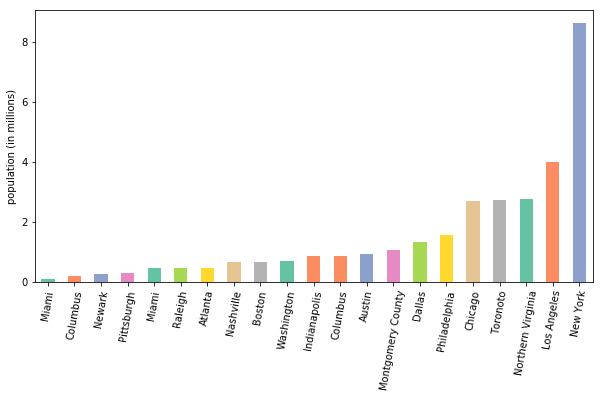 population (in millions)
8
6
4
2
0
Miami
Columbus
Newark
Pittsburgh
Miami
Raleigh
Atlanta
Nashville
Boston
Washington
Indianapolis
Columbus
Austin
Montgomery County
Dallas
Philadelphia
Chicago
Toronoto
Northern Virginia
Los Angeles
New York